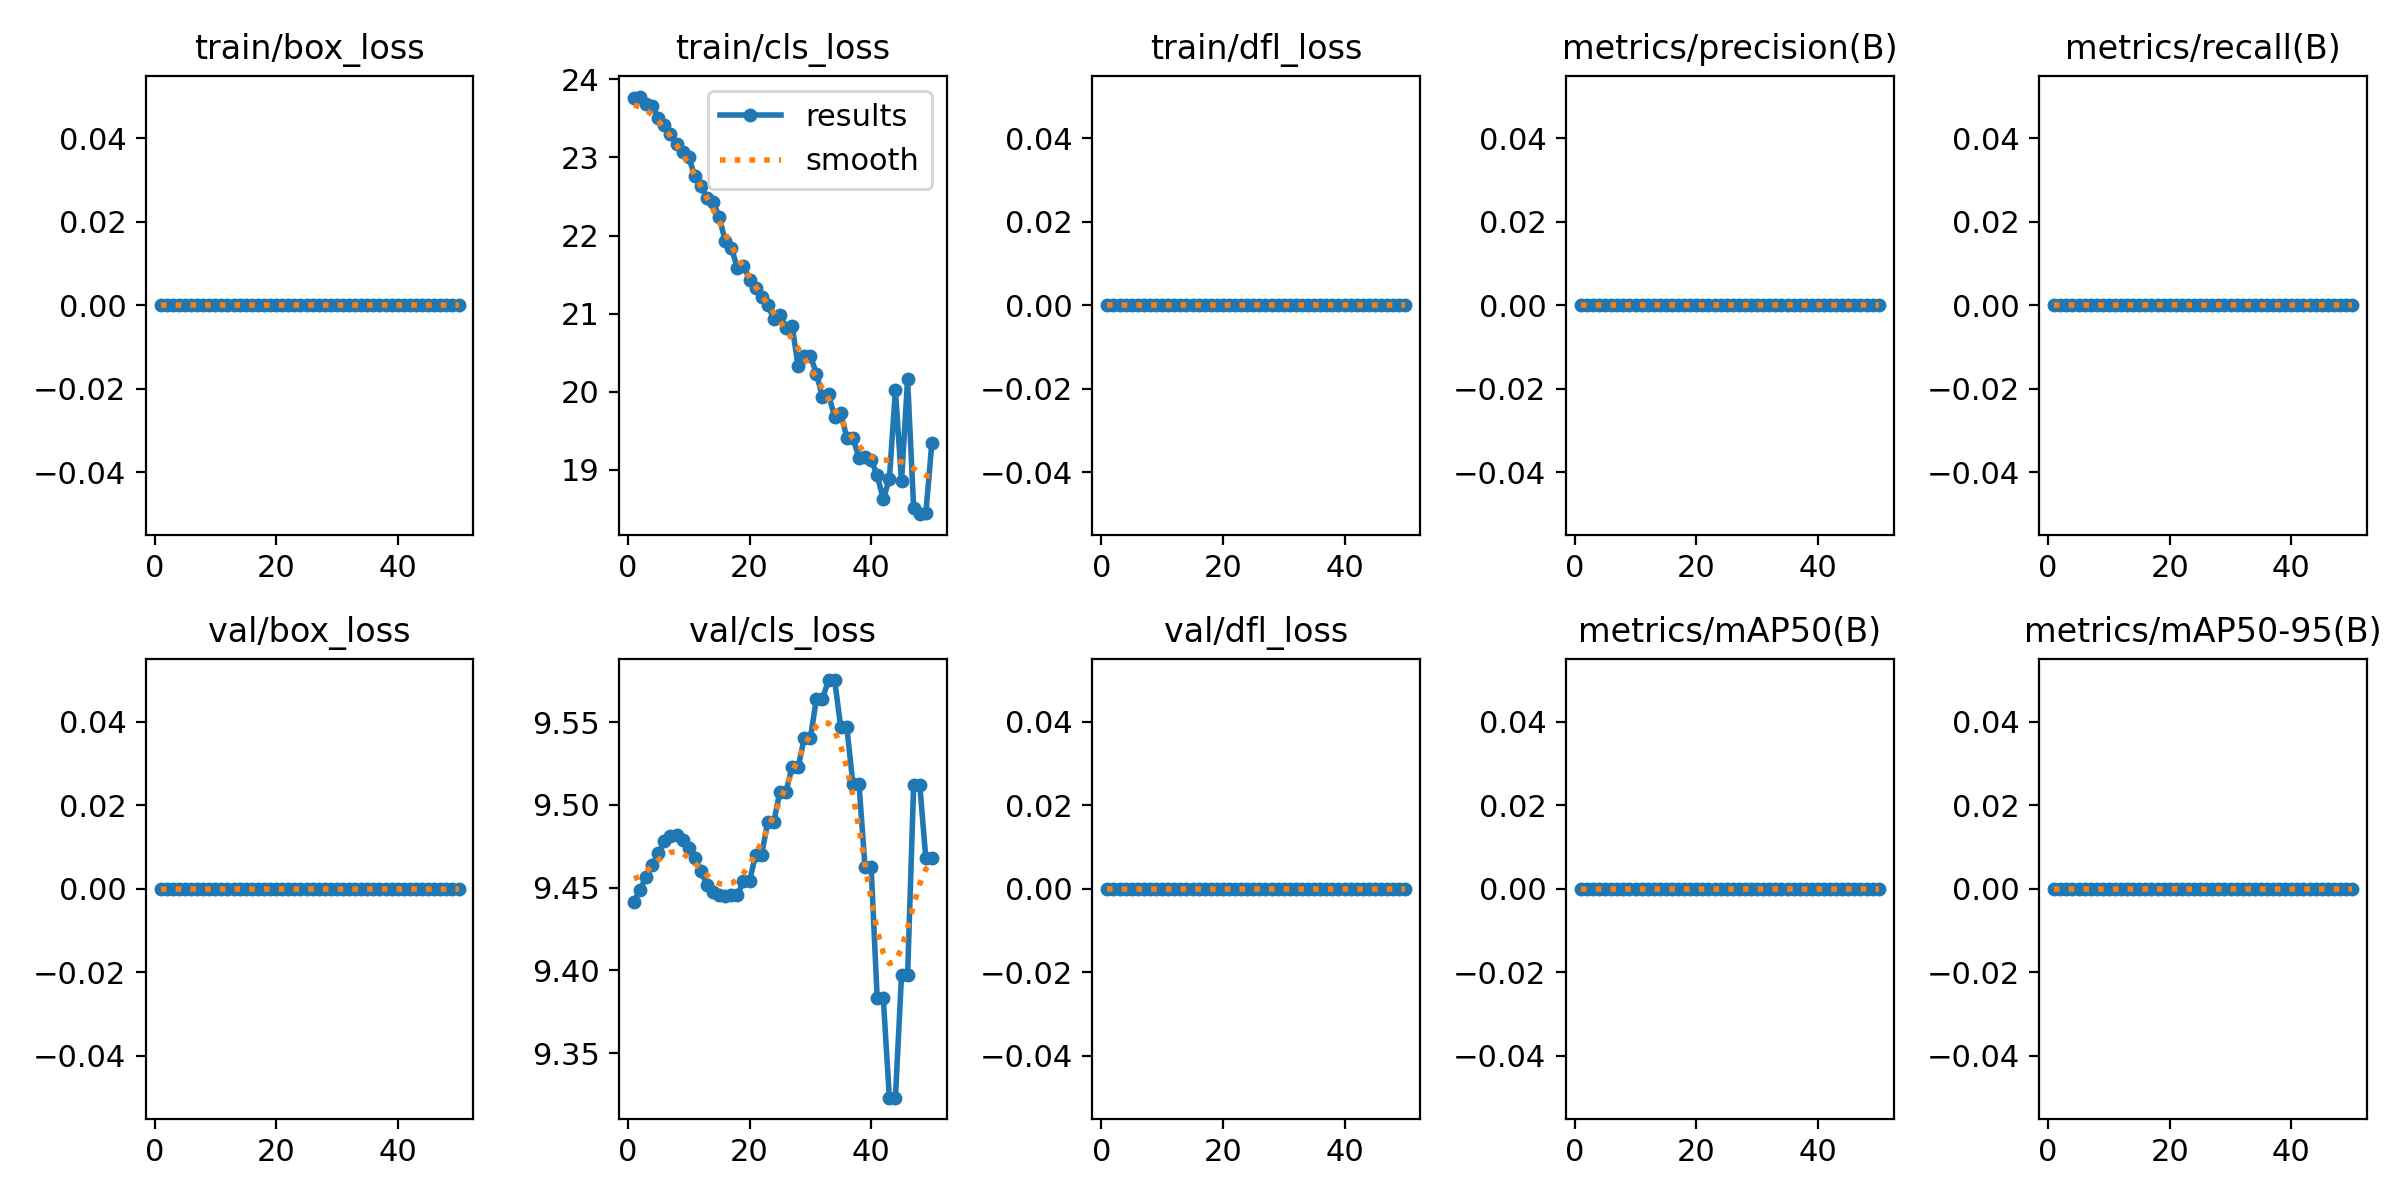 train/box_loss
train/cls_loss
train/dfl_loss
metrics/precision(B)
metrics/recall(B)
0.04
0.02
0.00
−0.02
−0.04
0 20 40
24
23
22
21
20
19
results
smooth
0 20 40
0.04
0.02
0.00
−0.02
−0.04
0 20 40
0.04
0.02
0.00
−0.02
−0.04
0 20 40
0.04
0.02
0.00
−0.02
−0.04
0 20 40
val/box_loss
val/cls_loss
val/dfl_loss
metrics/mAP50(B)
metrics/mAP50-95(B)
0.04
0.02
0.00
−0.02
−0.04
0 20 40
9.55
9.50
9.45
9.40
9.35
0 20 40
0.04
0.02
0.00
−0.02
−0.04
0 20 40
0.04
0.02
0.00
−0.02
−0.04
0 20 40
0.04
0.02
0.00
−0.02
−0.04
0 20 40